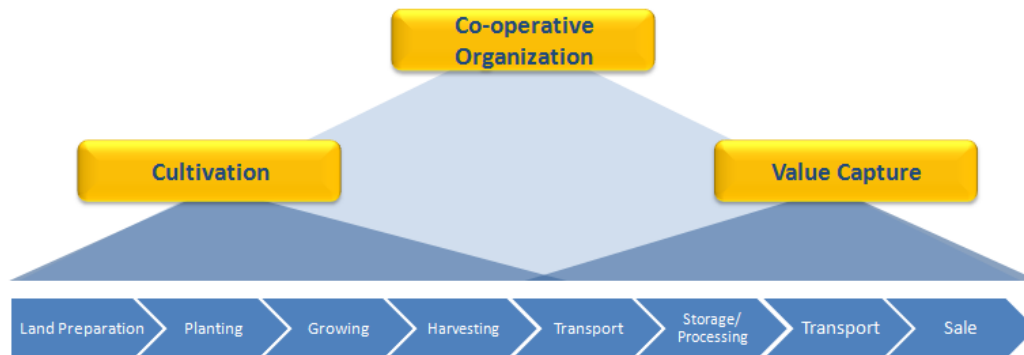 Co-operative
Organization
Cultivation
Value Capture
Land Preparation
Planting
Growing
Harvesting
Transport
Storage/
Processing
Transport
Sale